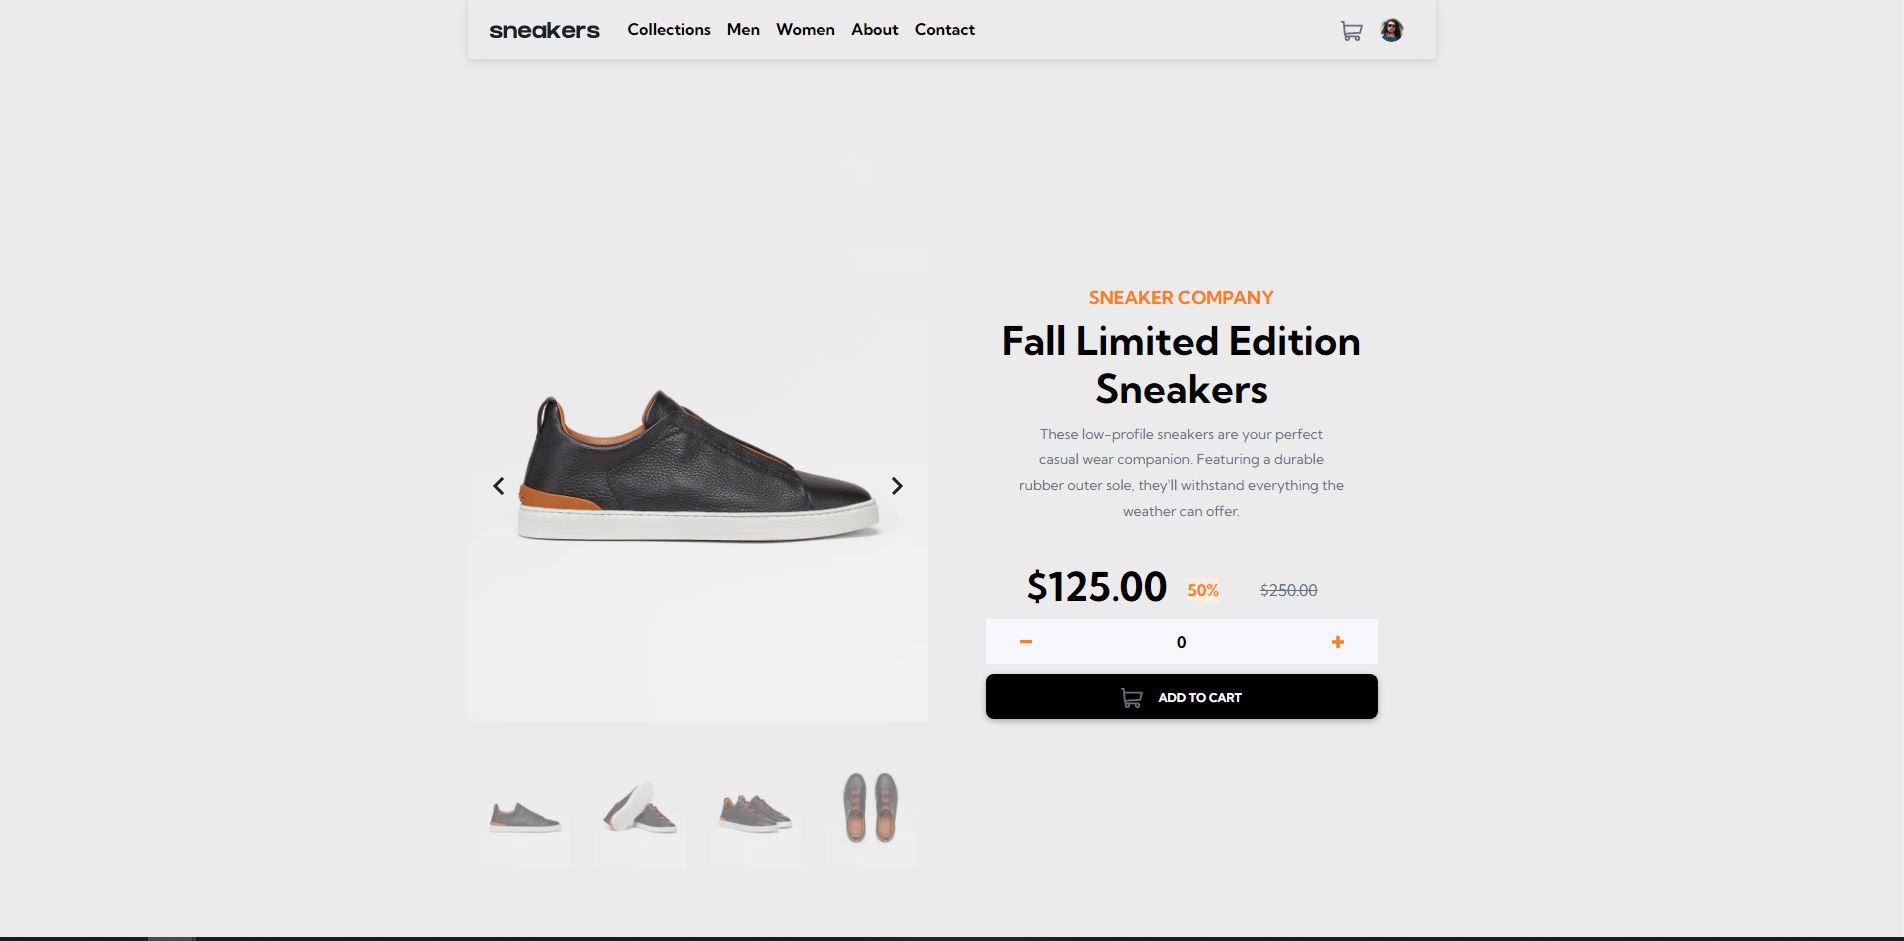 sneakers Collections Men Women About Contact
SNEAKER COMPANY
Fall Limited Edition
Sneakers
These low-profile sneakers are your perfect
casual wear companion. Featuring a durable
rubber outer sole, they'll withstand everything the
weather can offer.
$125.00 50% $250.00
0
ADD TO CART